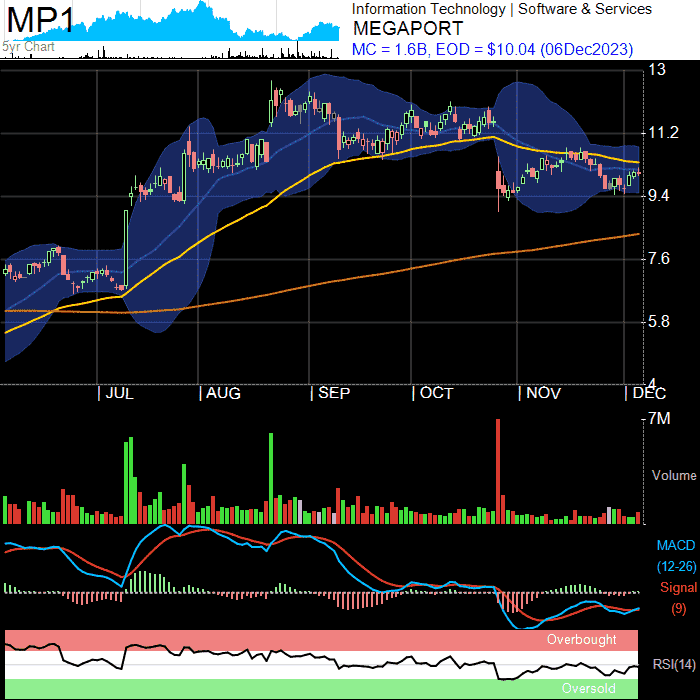 MP1
5yr Chart
Information Technology | Software & Services
MEGAPORT
MC = 1.6B, EOD = $10.04 (06Dec2023)
13
11.2
9.4
7.6
5.8
4
| JUL | AUG | SEP | OCT | NOV | DEC
7M
Volume
MACD
(12-26)
Signal
(9)
Overbought
RSI(14)
Oversold